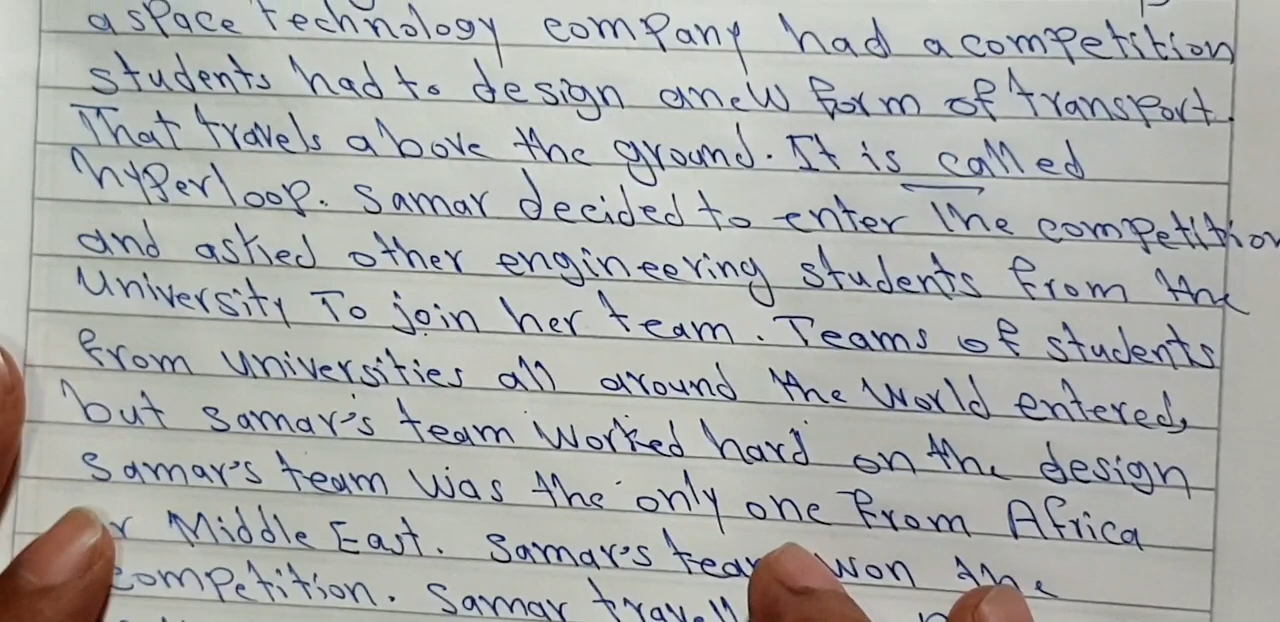 a space technology company had a competition
students had to design a new form of transport.
That travels above the ground. It is called
hyperloop. Samar decided to enter the competition
and asked other engineering students from the
University To join her team. Teams of students
from universities all around the World entered,
but Samar's team Worked hard on the design
Samar's team was the only one from Africa
Middle East. Samar's team won the
competition. Samar